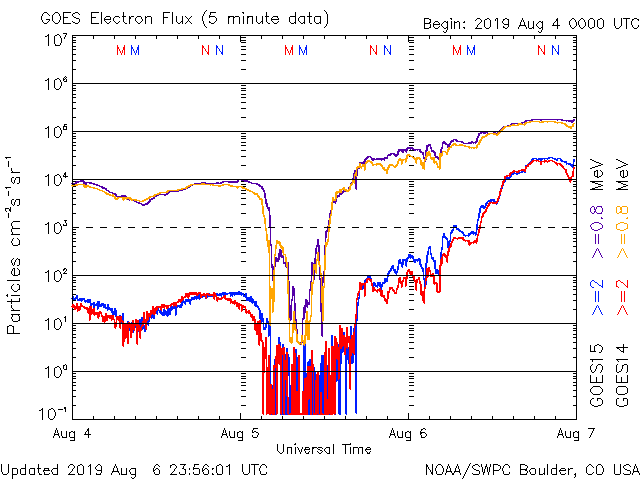 GOES Electron Flux (5 minute data)
Begin: 2019 Aug 4 0000 UTC
M M N N M M N N M M N N
10⁷
10⁶
10⁵
10⁴
10³
10²
10¹
10⁰
10⁻¹
Particles cm⁻²s⁻¹sr⁻¹
Aug 4 Aug 5 Aug 6 Aug 7
Universal Time
GOES15 >=2 >=0.8 MeV
GOES14 >=2 >=0.8 MeV
Updated 2019 Aug 6 23:56:01 UTC
NOAA/SWPC Boulder, CO USA